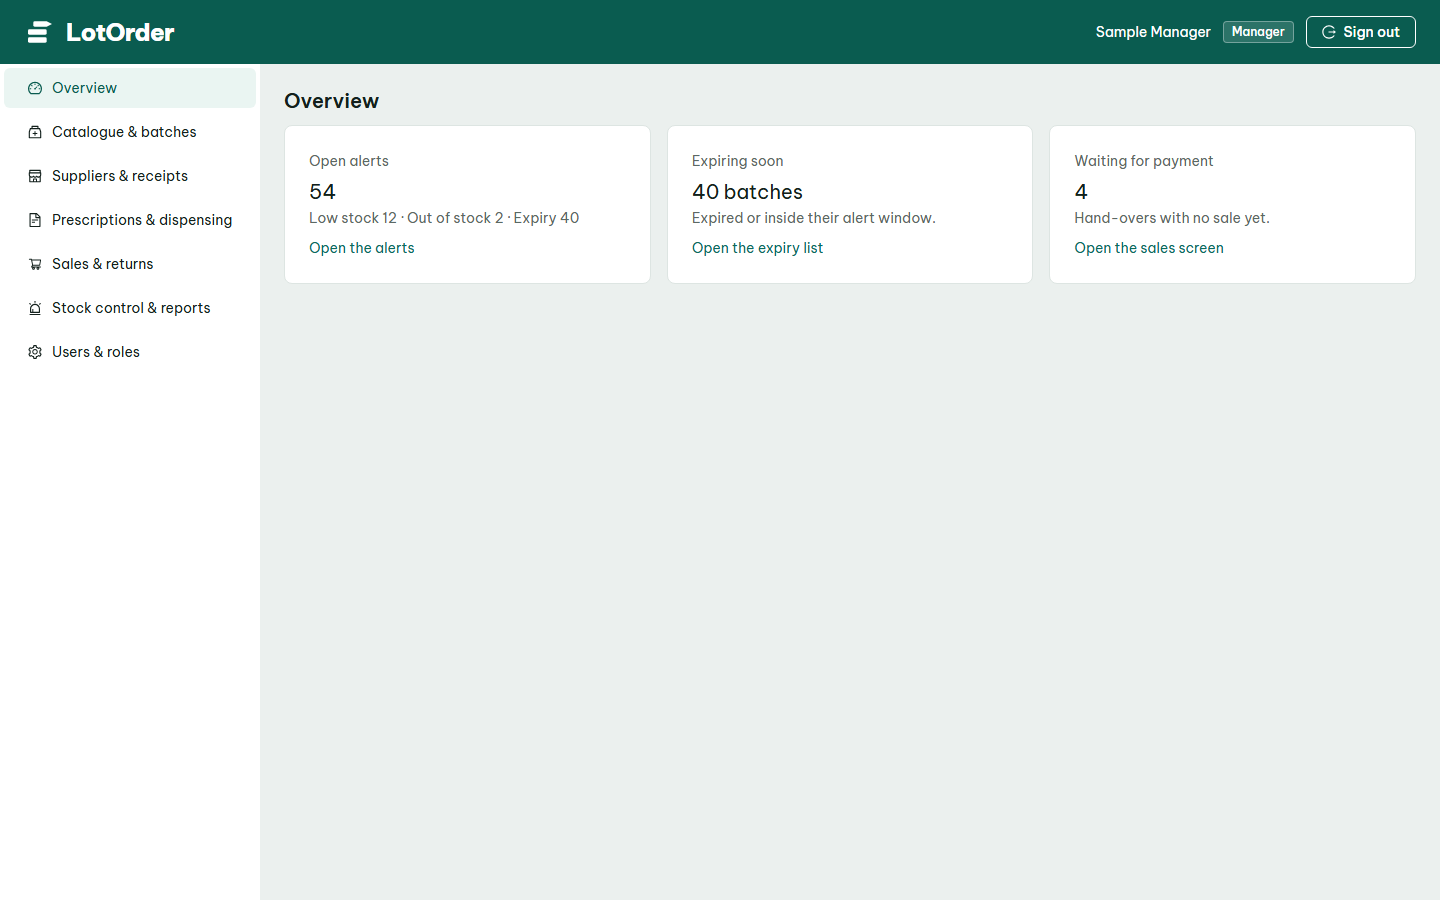 LotOrder
Sample Manager
Manager
Sign out
Overview
Catalogue & batches
Suppliers & receipts
Prescriptions & dispensing
Sales & returns
Stock control & reports
Users & roles
Overview
Open alerts
54
Low stock 12 · Out of stock 2 · Expiry 40
Open the alerts
Expiring soon
40 batches
Expired or inside their alert window.
Open the expiry list
Waiting for payment
4
Hand-overs with no sale yet.
Open the sales screen